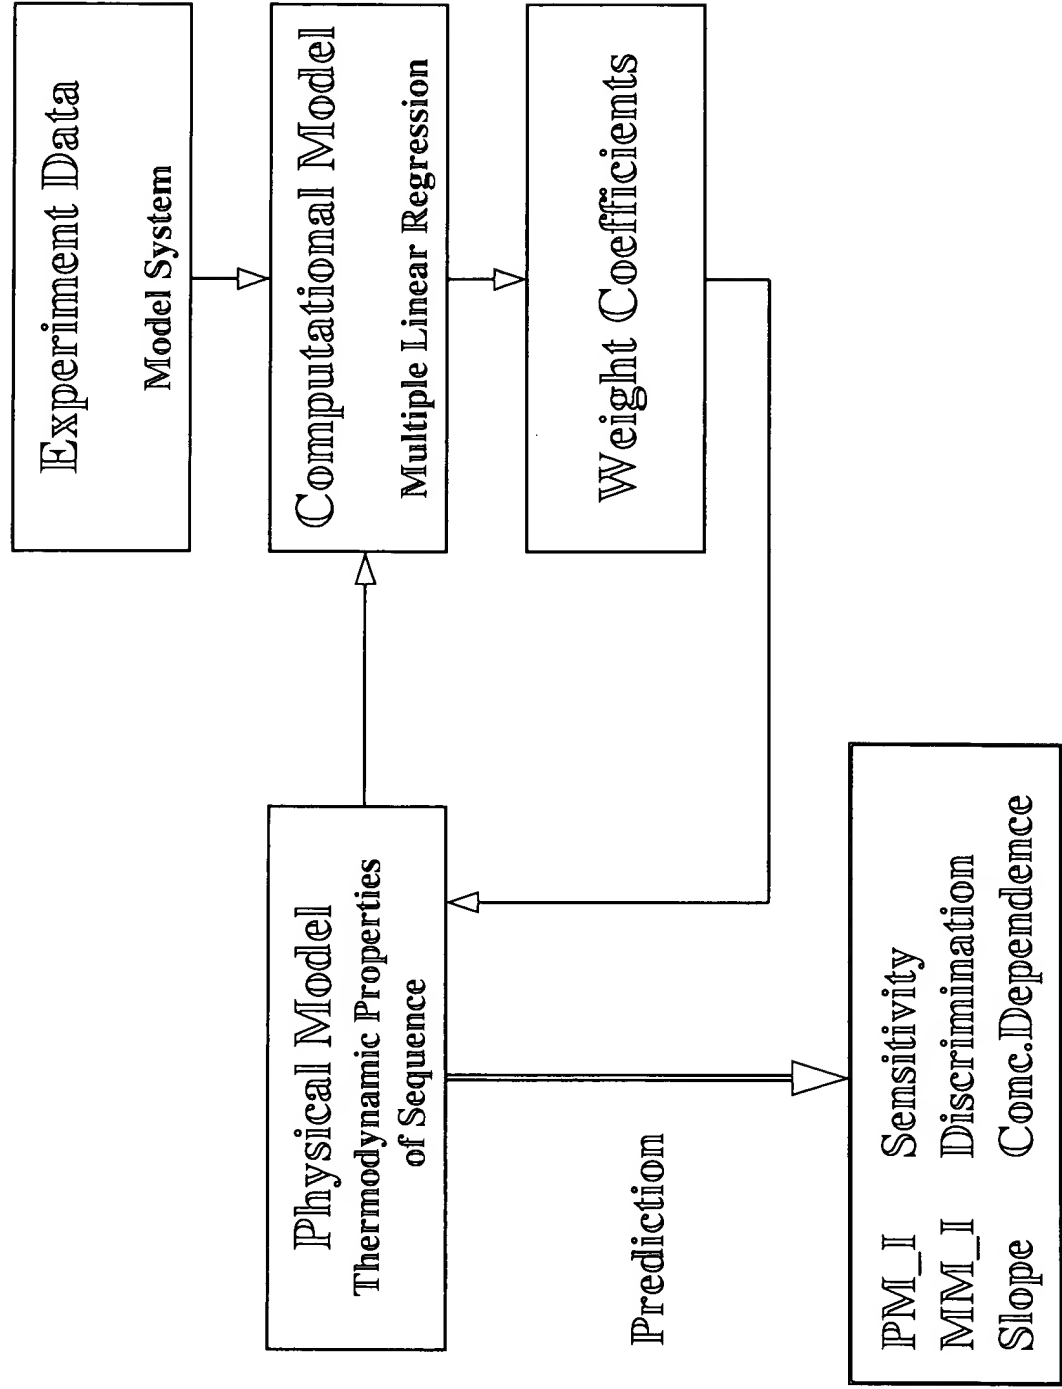 Experiment Data
Model System
Physical Model
Thermodynamic Properties
of Sequence
Computational Model
Multiple Linear Regression
Weight Coefficients
Prediction
PM_I Sensitivity
MM_I Discrimination
Slope Conc.Dependence